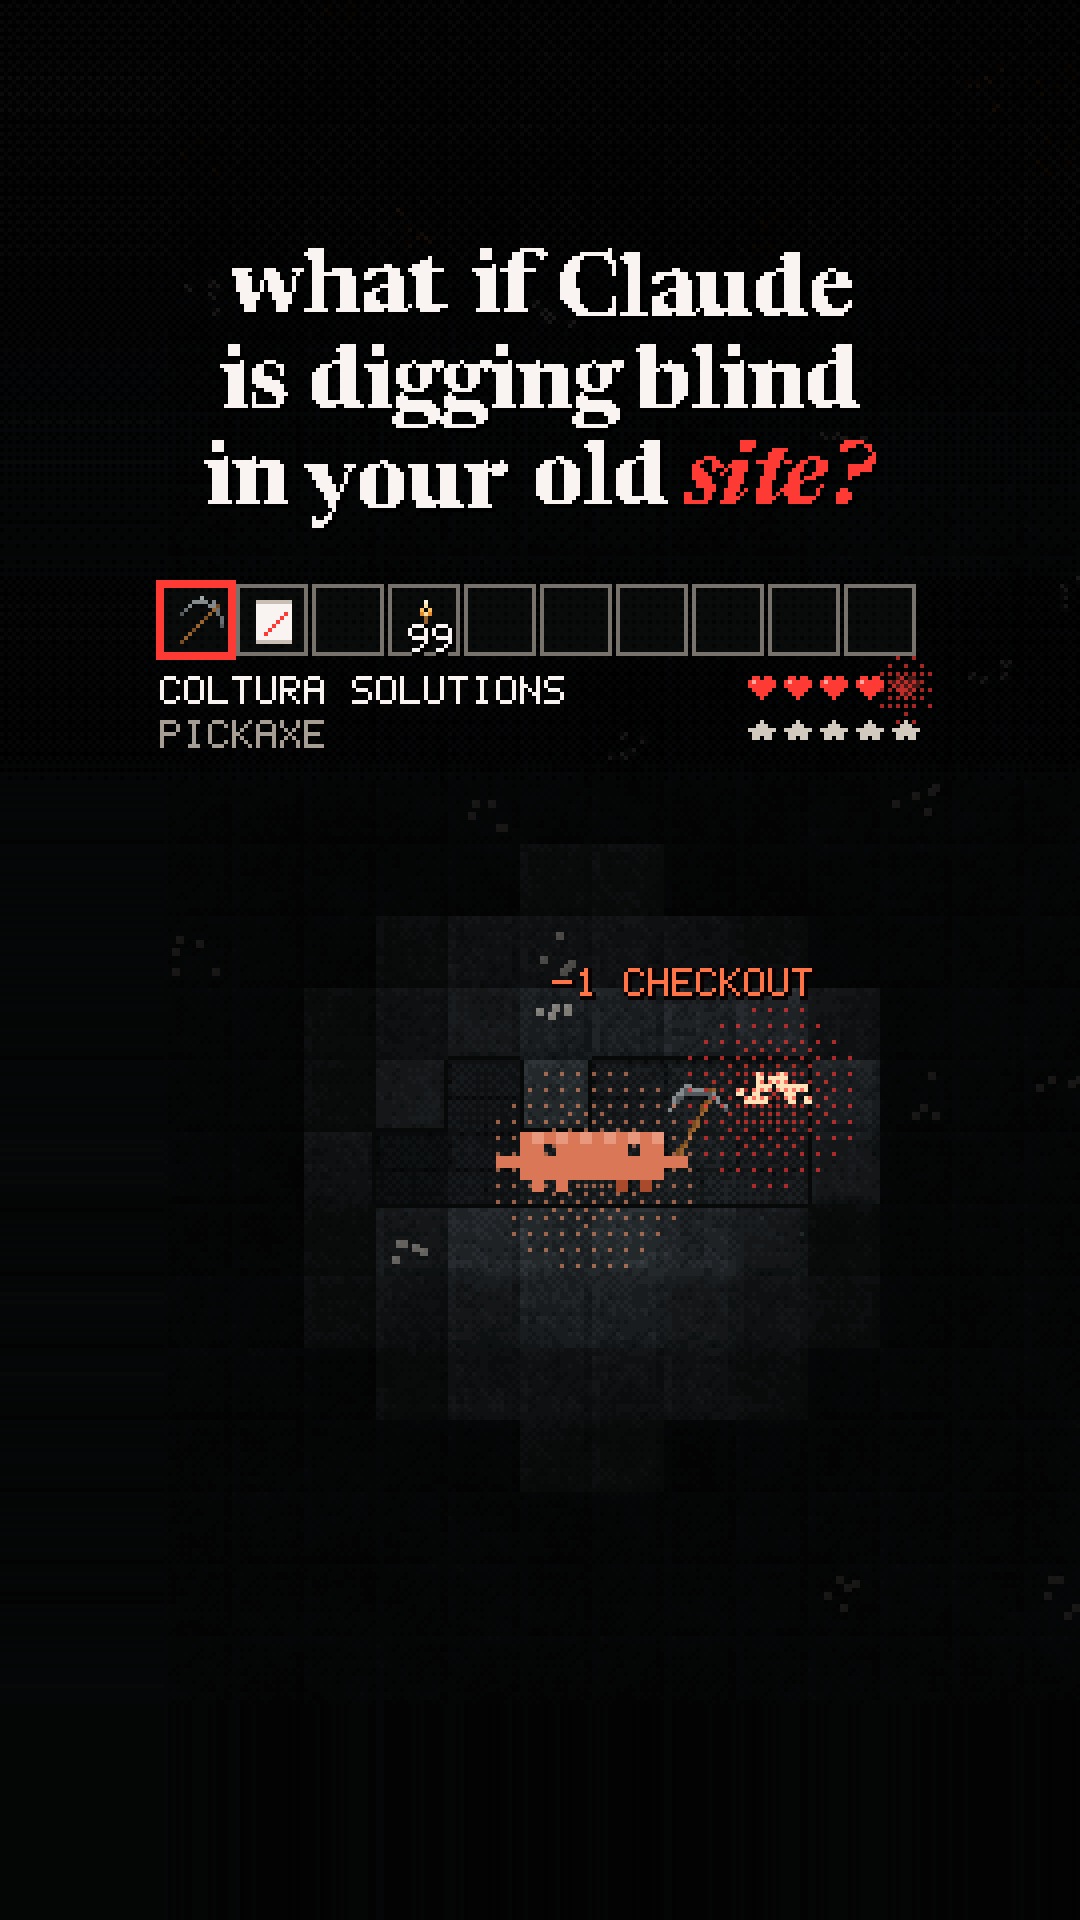 what if Claude
is digging blind
in your old site?
99
COLTURA SOLUTIONS
PICKAXE
-1 CHECKOUT